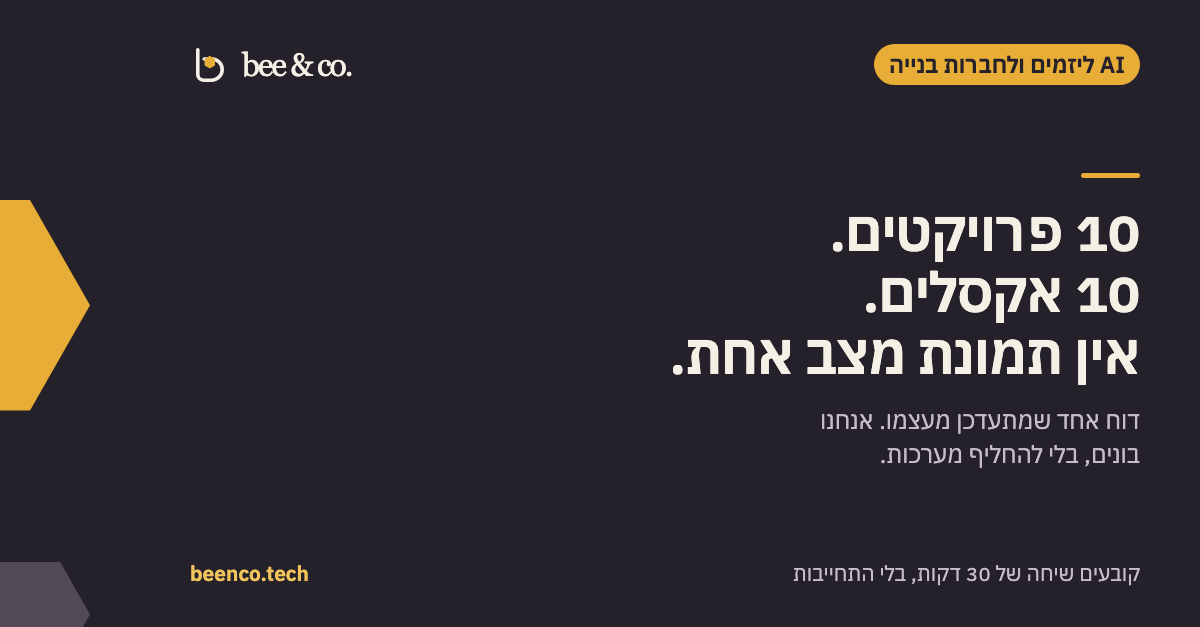 AI ליזמים ולחברות בנייה
bee & co.
10 פרויקטים.
10 אקסלים.
אין תמונת מצב אחת.
דוח אחד שמתעדכן מעצמו. אנחנו
בונים, בלי להחליף מערכות.
קובעים שיחה של 30 דקות, בלי התחייבות
beenco.tech